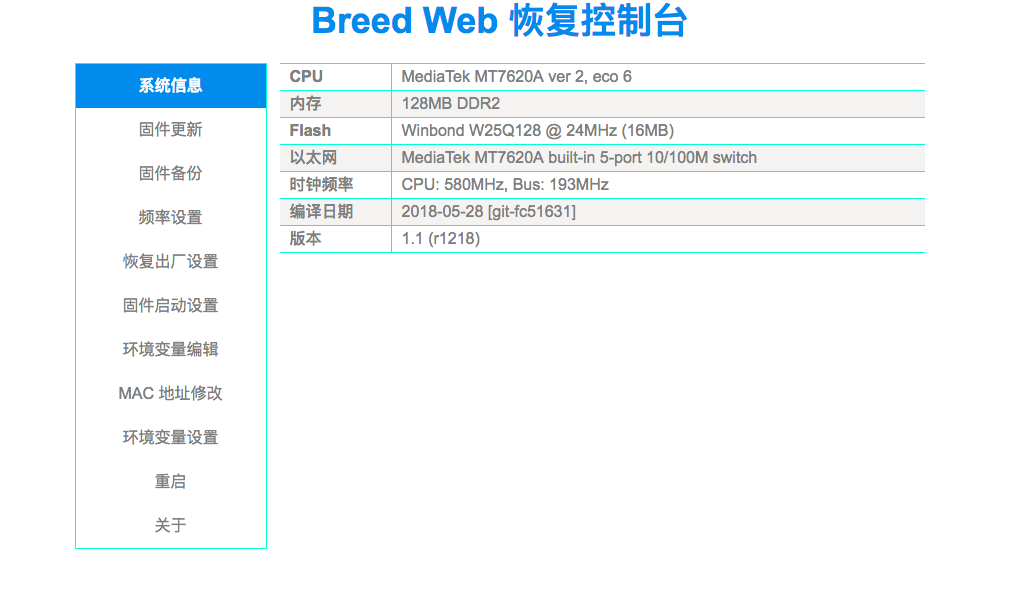 Breed Web 恢复控制台
系统信息
固件更新
固件备份
频率设置
恢复出厂设置
固件启动设置
环境变量编辑
MAC 地址修改
环境变量设置
重启
关于
CPU MediaTek MT7620A ver 2, eco 6
内存 128MB DDR2
Flash Winbond W25Q128 @ 24MHz (16MB)
以太网 MediaTek MT7620A built-in 5-port 10/100M switch
时钟频率 CPU: 580MHz, Bus: 193MHz
编译日期 2018-05-28 [git-fc51631]
版本 1.1 (r1218)